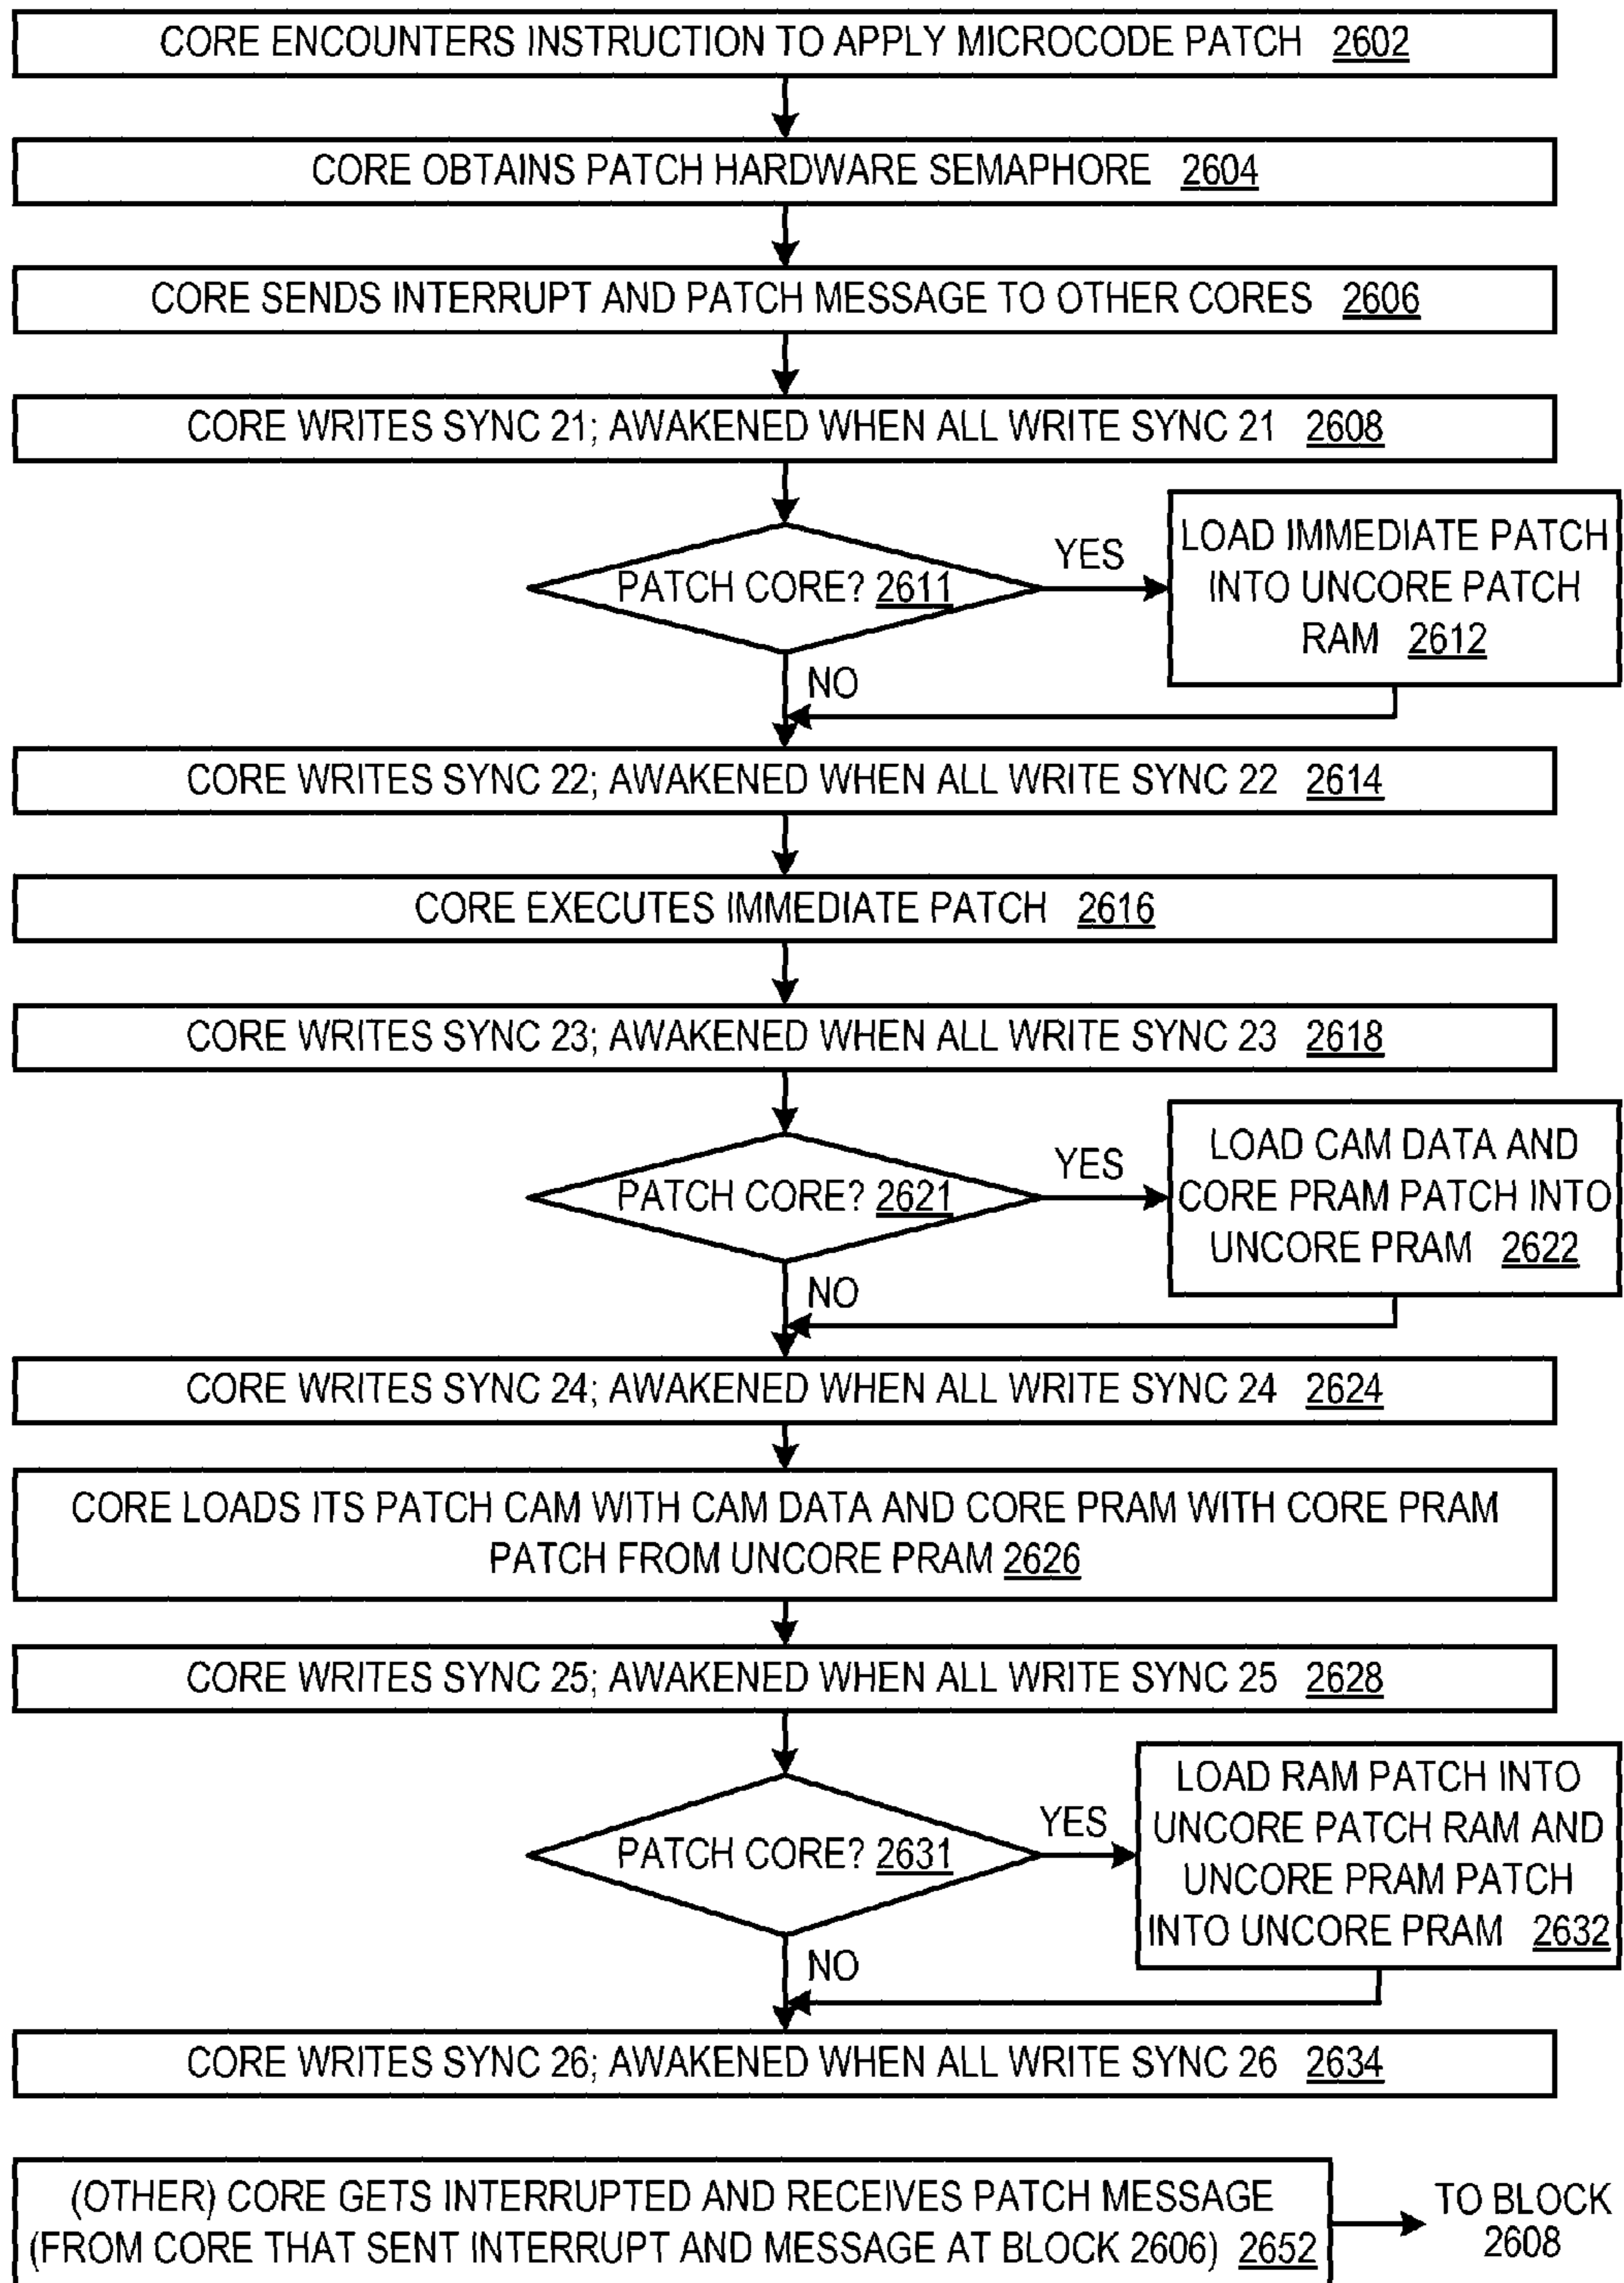 CORE ENCOUNTERS INSTRUCTION TO APPLY MICROCODE PATCH 2602
CORE OBTAINS PATCH HARDWARE SEMAPHORE 2604
CORE SENDS INTERRUPT AND PATCH MESSAGE TO OTHER CORES 2606
CORE WRITES SYNC 21; AWAKENED WHEN ALL WRITE SYNC 21 2608
PATCH CORE? 2611
YES
LOAD IMMEDIATE PATCH
INTO UNCORE PATCH
RAM 2612
NO
CORE WRITES SYNC 22; AWAKENED WHEN ALL WRITE SYNC 22 2614
CORE EXECUTES IMMEDIATE PATCH 2616
CORE WRITES SYNC 23; AWAKENED WHEN ALL WRITE SYNC 23 2618
PATCH CORE? 2621
YES
LOAD CAM DATA AND
CORE PRAM PATCH INTO
UNCORE PRAM 2622
NO
CORE WRITES SYNC 24; AWAKENED WHEN ALL WRITE SYNC 24 2624
CORE LOADS ITS PATCH CAM WITH CAM DATA AND CORE PRAM WITH CORE PRAM
PATCH FROM UNCORE PRAM 2626
CORE WRITES SYNC 25; AWAKENED WHEN ALL WRITE SYNC 25 2628
PATCH CORE? 2631
YES
LOAD RAM PATCH INTO
UNCORE PATCH RAM AND
UNCORE PRAM PATCH
INTO UNCORE PRAM 2632
NO
CORE WRITES SYNC 26; AWAKENED WHEN ALL WRITE SYNC 26 2634
(OTHER) CORE GETS INTERRUPTED AND RECEIVES PATCH MESSAGE
(FROM CORE THAT SENT INTERRUPT AND MESSAGE AT BLOCK 2606) 2652
TO BLOCK
2608